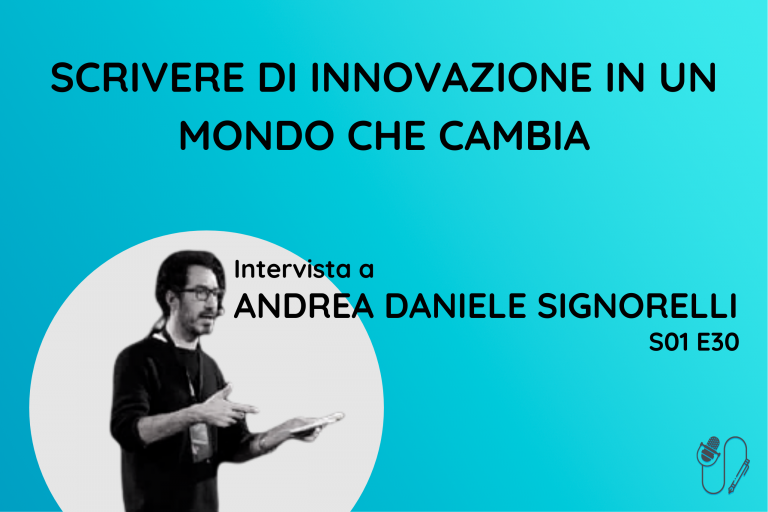 SCRIVERE DI INNOVAZIONE IN UN
MONDO CHE CAMBIA
Intervista a
ANDREA DANIELE SIGNORELLI
S01 E30